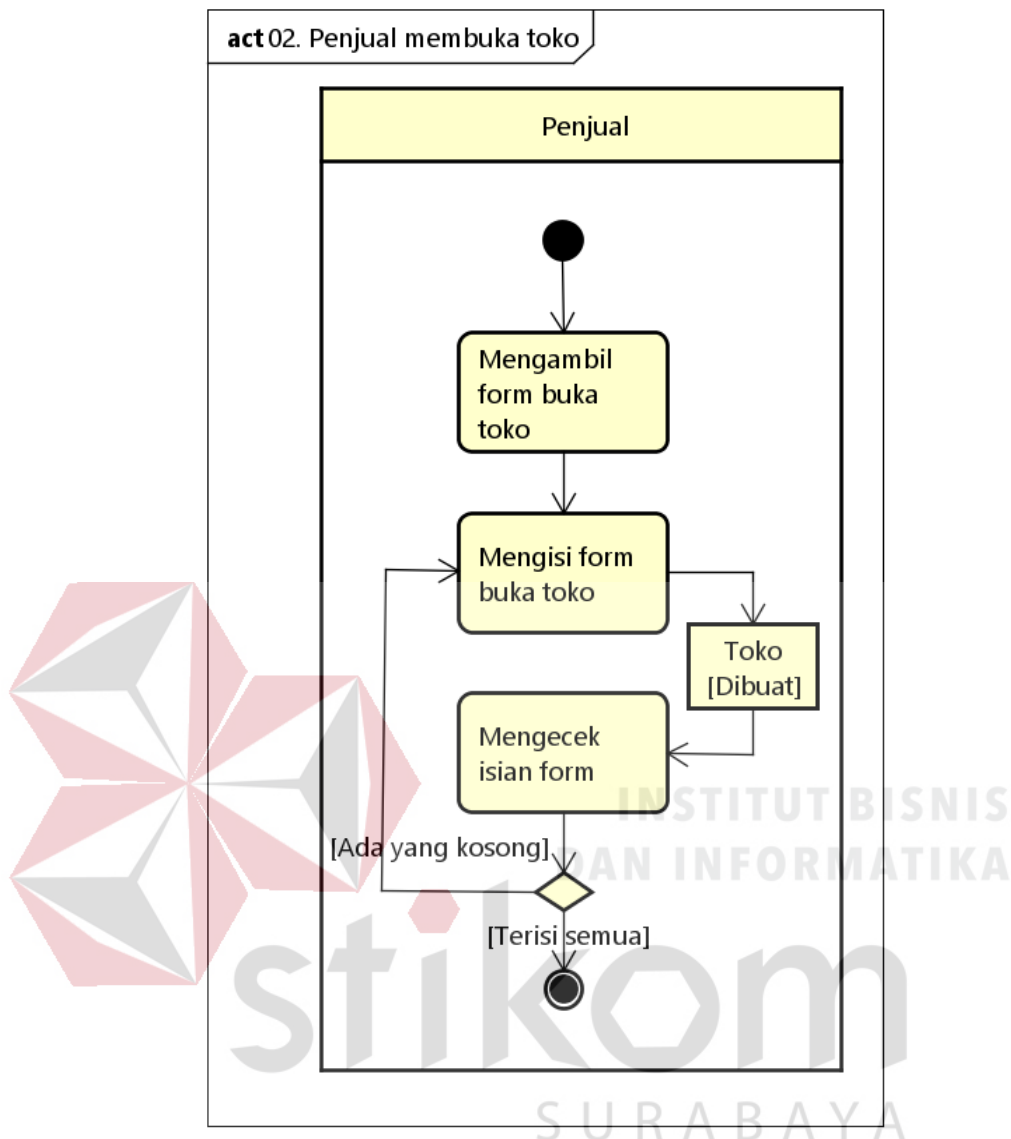 act 02. Penjual membuka toko
Penjual
Mengambil
form buka
toko
Mengisi form
buka toko
Toko
[Dibuat]
Mengecek
isian form
INSTITUT BISNIS
[Ada yang kosong]
DAN INFORMATIKA
[Terisi semua]
stikom
SURABAYA